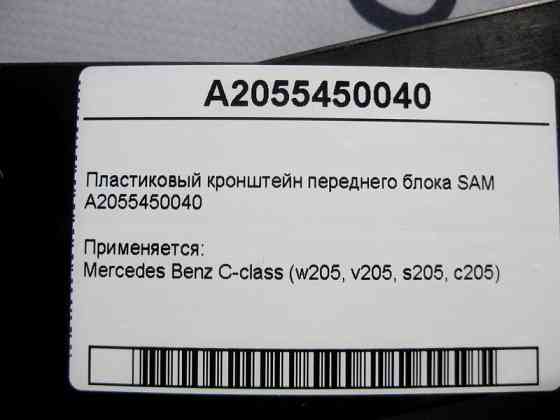 A2055450040
Пластиковый кронштейн переднего блока SAM
A2055450040
Применяется:
Mercedes Benz C-class (w205, v205, s205, c205)